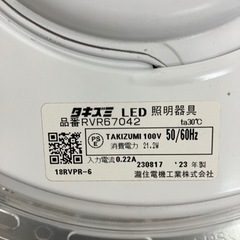 タキズミ LED 照明器具
品番RVR67042 ta30℃
PS E TAKIZUMI 100V 50/60Hz
消費電力 21.2W
入力電流0.22A 230817 '23 年製
18RVPR-6 瀧住電機工業株式会社